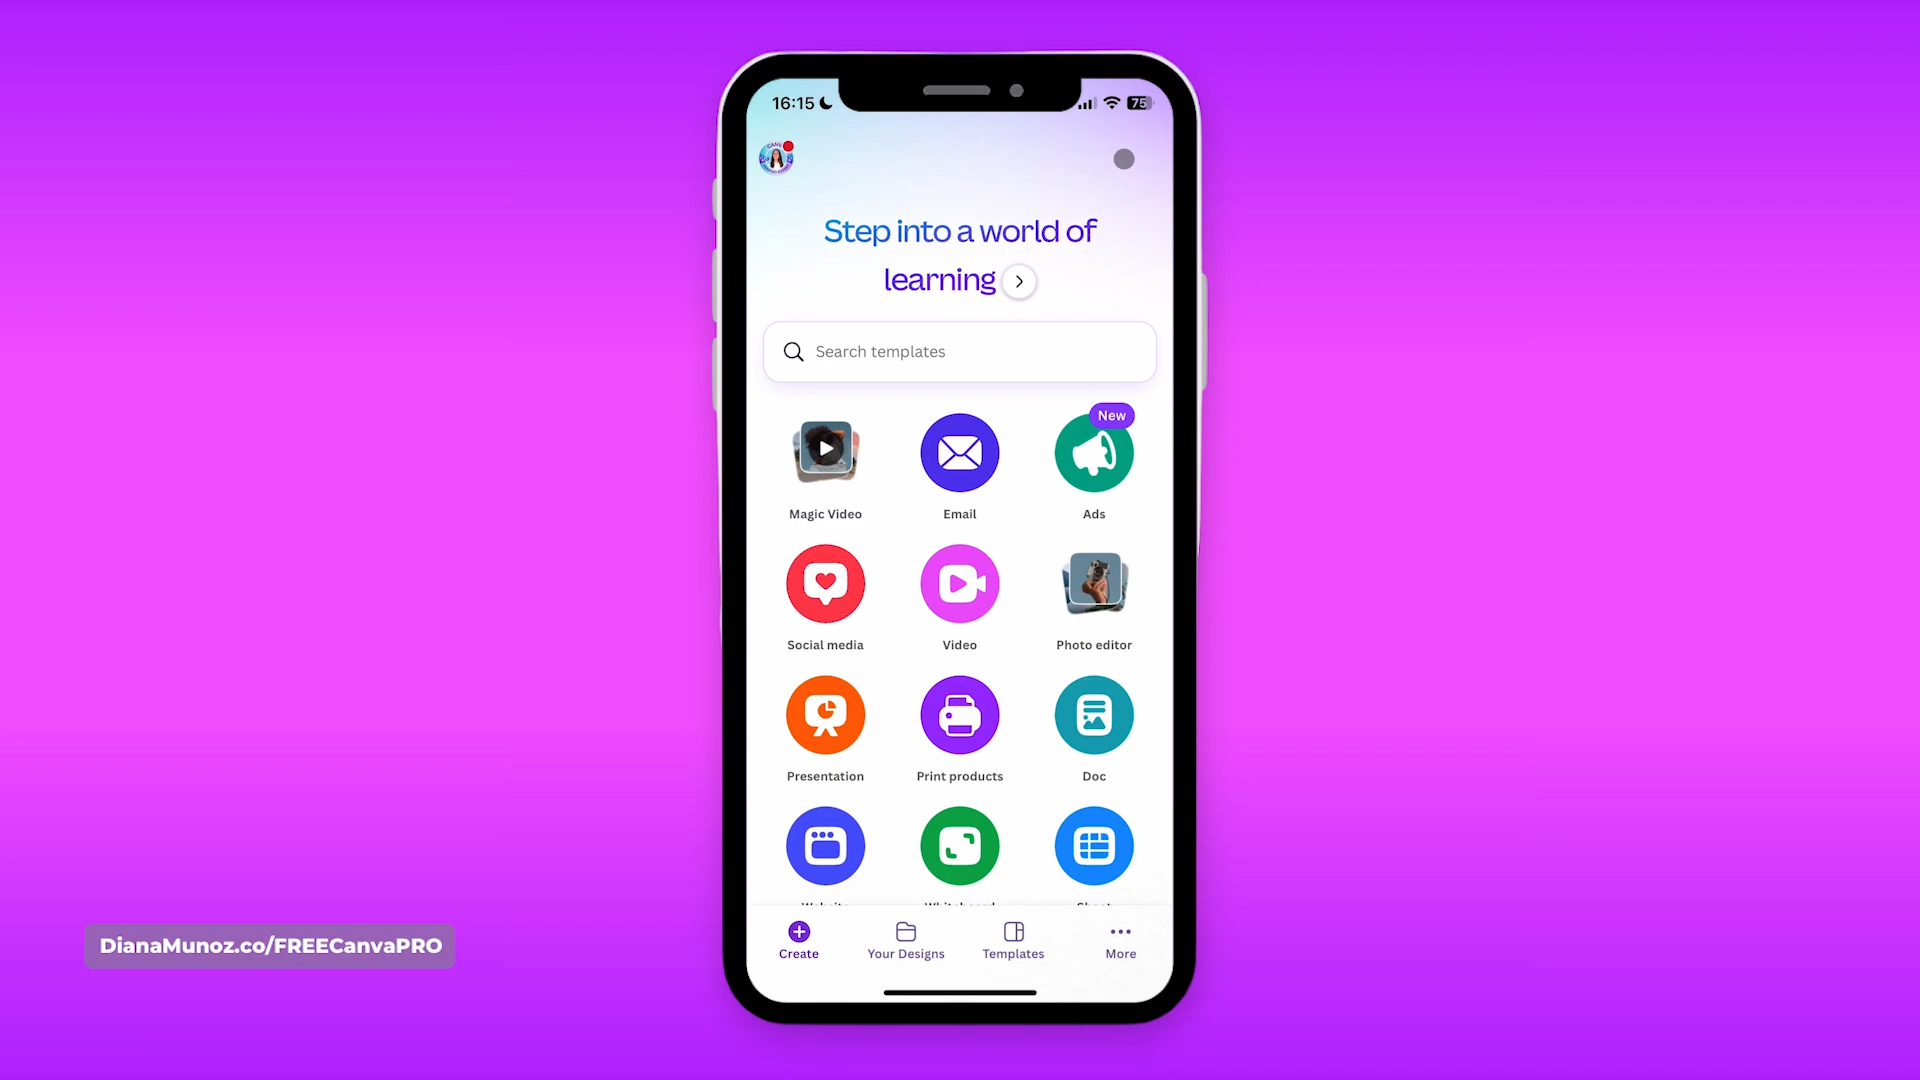 16:15
75
Step into a world of
learning
Search templates
New
Magic Video
Email
Ads
Social media
Video
Photo editor
Presentation
Print products
Doc
Create
Your Designs
Templates
More
DianaMunoz.co/FREECanvaPRO